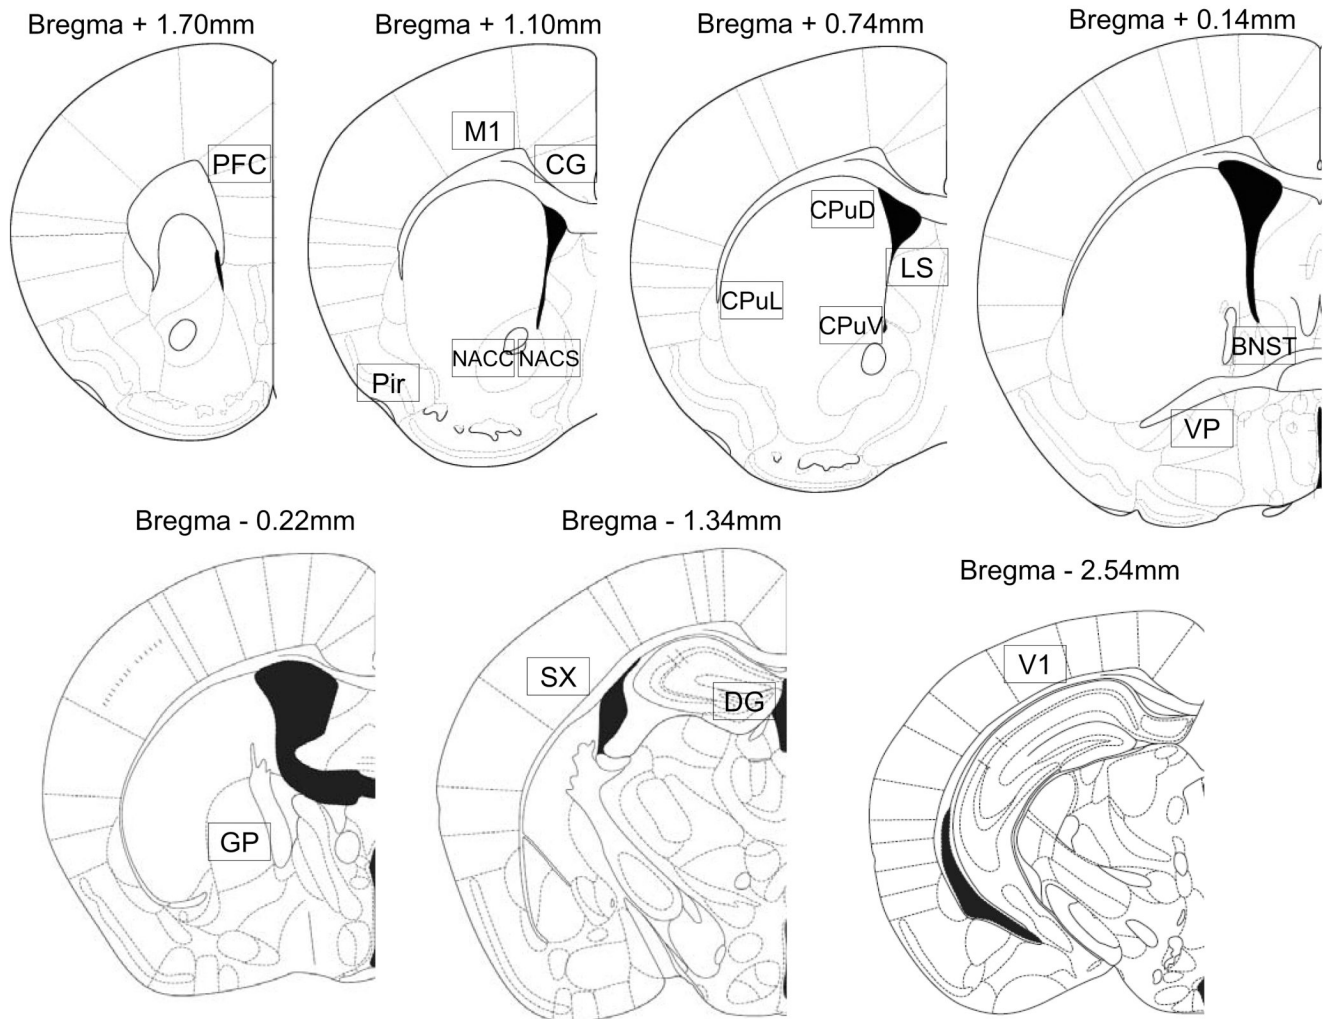 Bregma + 1.70mm
Bregma + 1.10mm
Bregma + 0.74mm
Bregma + 0.14mm
PFC
M1
CG
NACC
NACS
Pir
CPuD
LS
CPuL
CPuV
BNST
VP
Bregma - 0.22mm
Bregma - 1.34mm
Bregma - 2.54mm
GP
SX
DG
V1